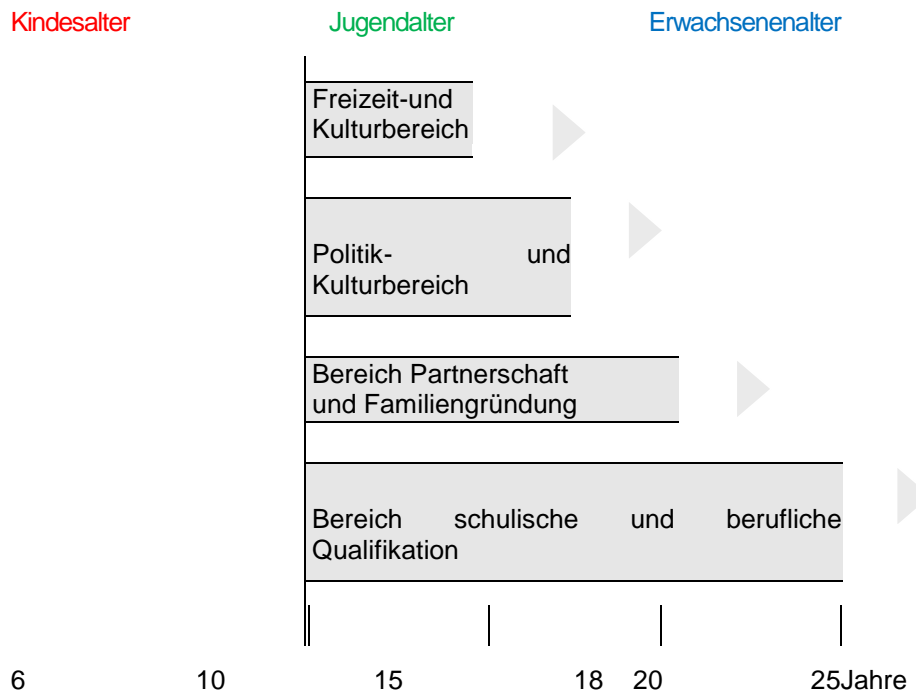 Kindesalter Jugendalter Erwachsenenalter
Freizeit-und
Kulturbereich
Politik- und
Kulturbereich
Bereich Partnerschaft
und Familiengründung
Bereich schulische und berufliche
Qualifikation
6 10 15 18 20 25Jahre